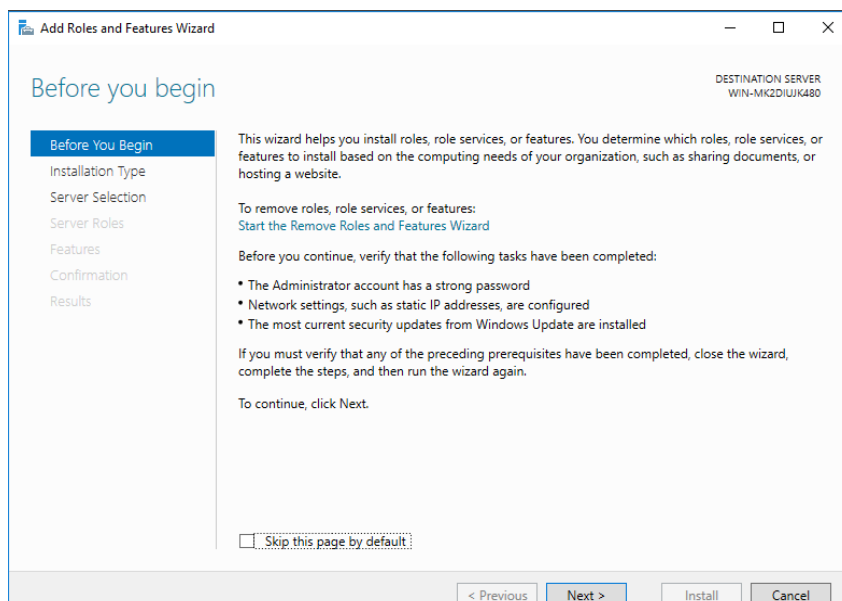 Add Roles and Features Wizard
Before you begin
DESTINATION SERVER
WIN-MK2DIUJK480
Before You Begin
Installation Type
Server Selection
Server Roles
Features
Confirmation
Results
This wizard helps you install roles, role services, or features. You determine which roles, role services, or
features to install based on the computing needs of your organization, such as sharing documents, or
hosting a website.
To remove roles, role services, or features:
Start the Remove Roles and Features Wizard
Before you continue, verify that the following tasks have been completed:
• The Administrator account has a strong password
• Network settings, such as static IP addresses, are configured
• The most current security updates from Windows Update are installed
If you must verify that any of the preceding prerequisites have been completed, close the wizard,
complete the steps, and then run the wizard again.
To continue, click Next.
Skip this page by default
< Previous
Next >
Install
Cancel